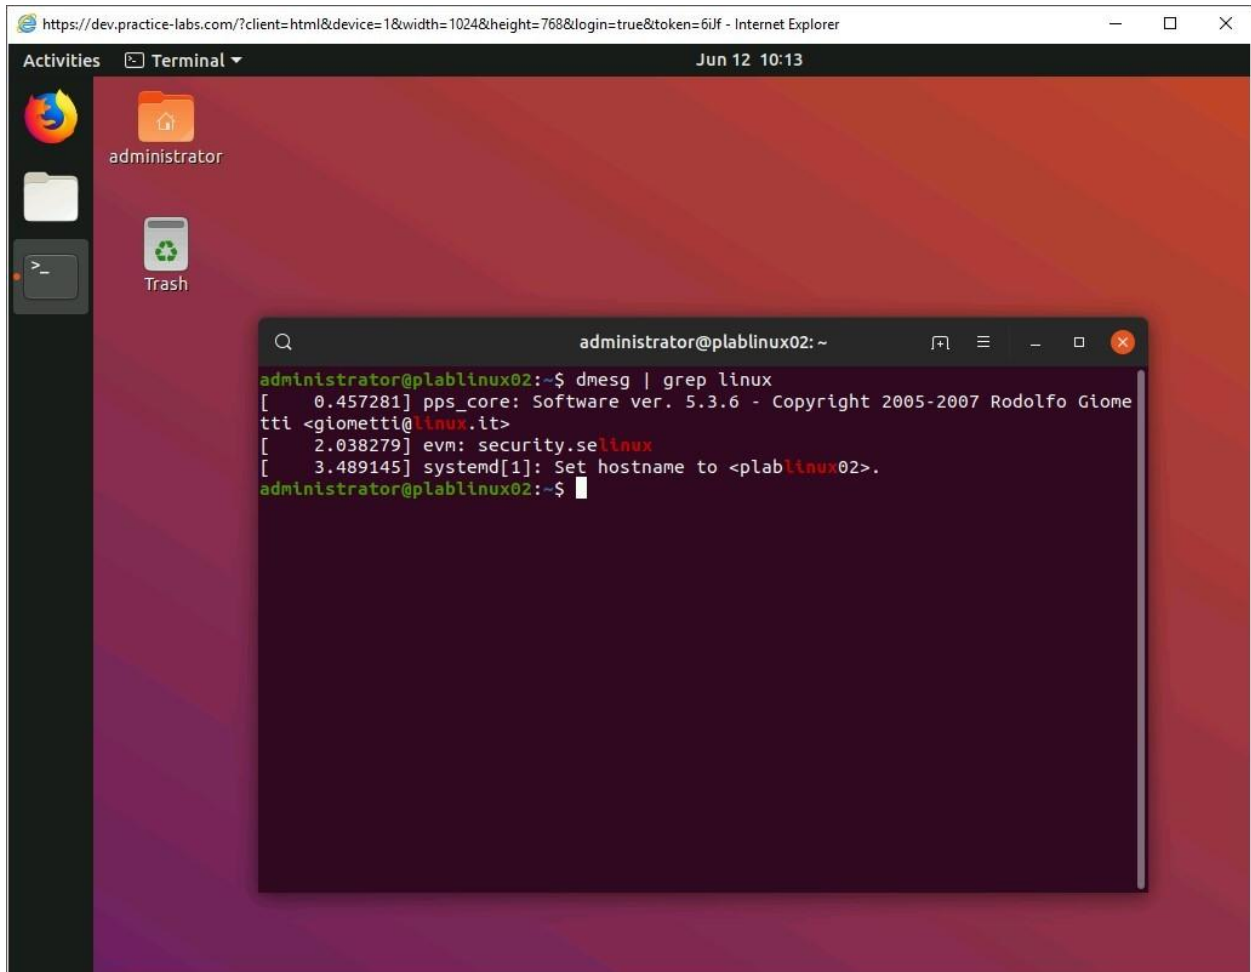 https://dev.practice-labs.com/?client=html&device=1&width=1024&height=768&login=true&token=6iJf - Internet Explorer
Activities Terminal Jun 12 10:13
administrator
Trash
administrator@plablinux02: ~
administrator@plablinux02:~$ dmesg | grep linux
[    0.457281] pps_core: Software ver. 5.3.6 - Copyright 2005-2007 Rodolfo Giome
tti <giometti@linux.it>
[    2.038279] evm: security.selinux
[    3.489145] systemd[1]: Set hostname to <plablinux02>.
administrator@plablinux02:~$